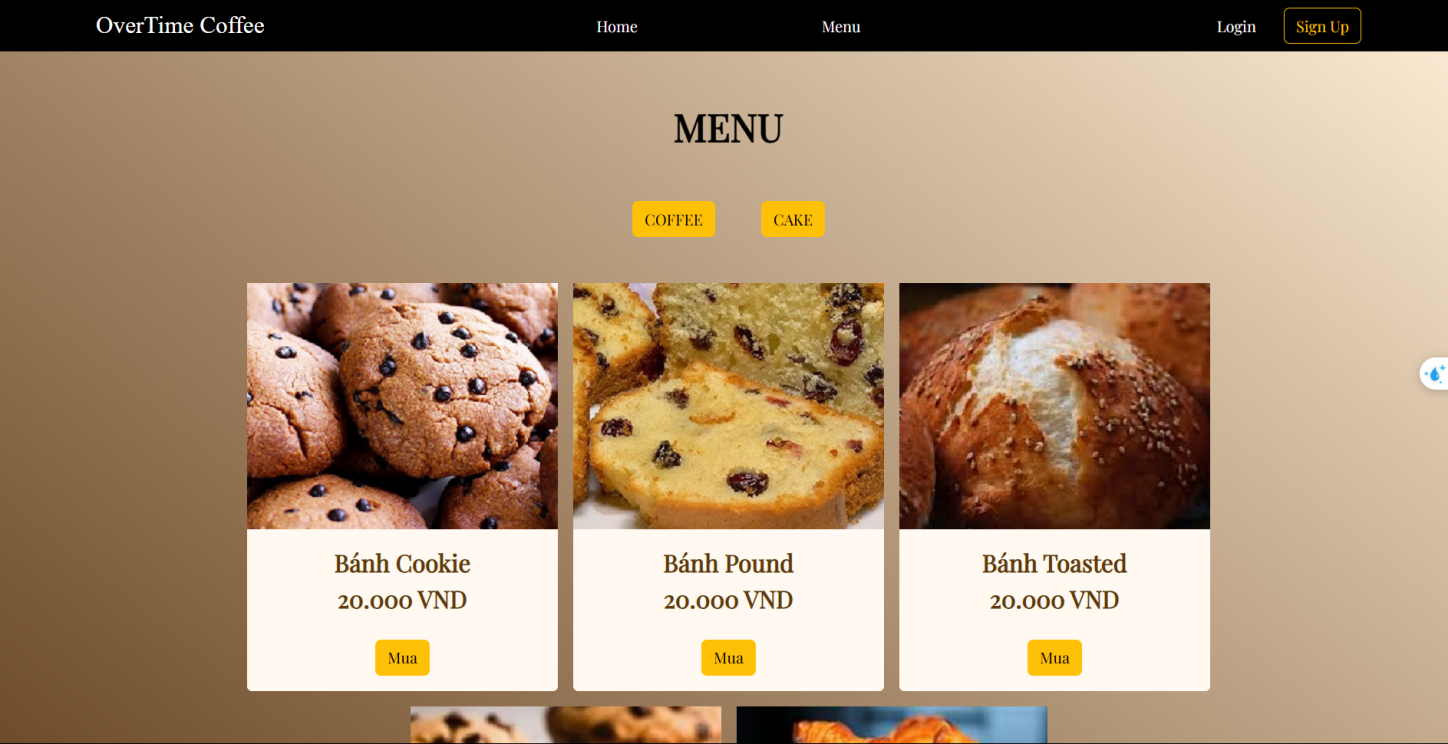 OverTime Coffee
Home
Menu
Login
Sign Up
MENU
COFFEE
CAKE
Bánh Cookie
20.000 VND
Mua
Bánh Pound
20.000 VND
Mua
Bánh Toasted
20.000 VND
Mua